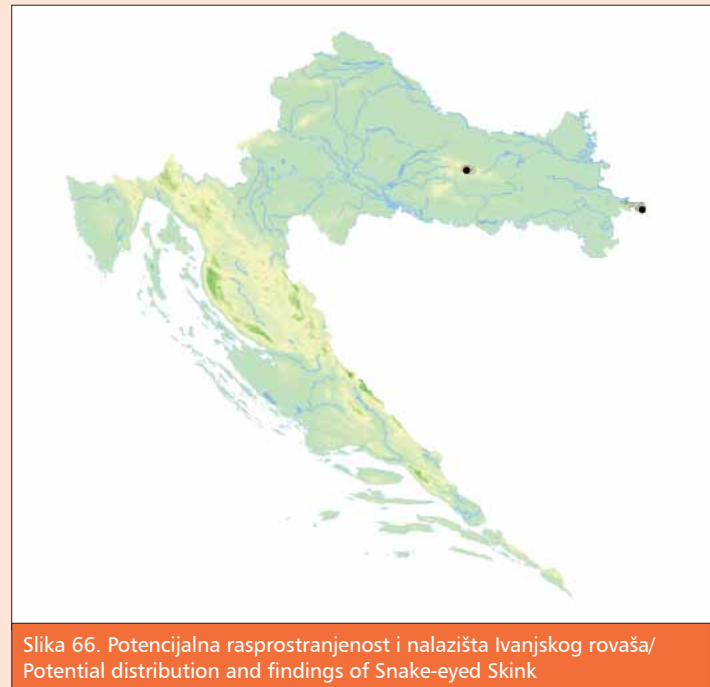 Slika 66. Potencijalna rasprostranjenost i nalazišta Ivanjskog rovaša/
Potential distribution and findings of Snake-eyed Skink